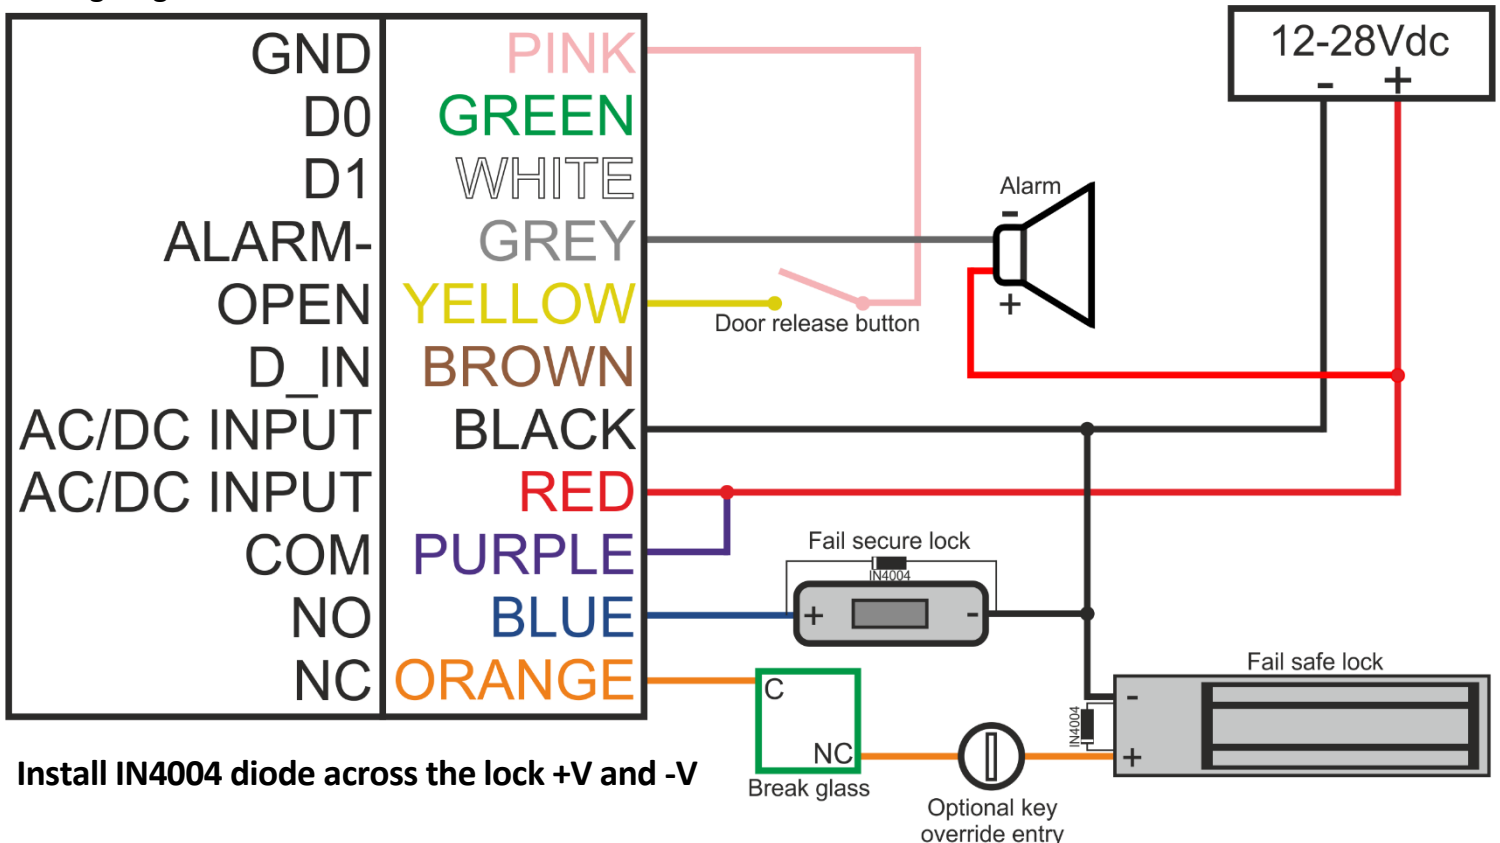 GND PINK
D0 GREEN
D1 WHITE
ALARM- GREY
OPEN YELLOW
D_IN BROWN
AC/DC INPUT BLACK
AC/DC INPUT RED
COM PURPLE
NO BLUE
NC ORANGE
12-28Vdc
- +
Alarm
-
+
Door release button
Fail secure lock
IN4004
+ -
C
NC
Break glass
Optional key
override entry
Fail safe lock
-
IN4004
+
Install IN4004 diode across the lock +V and -V